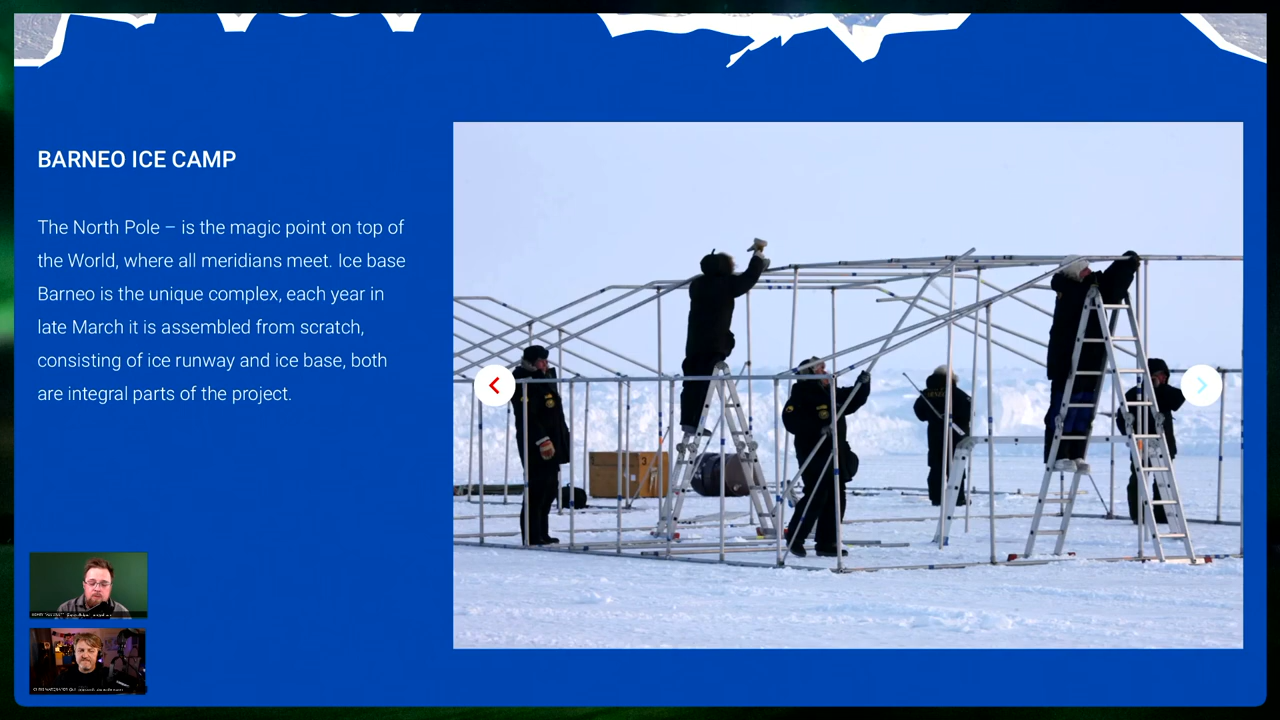 BARNEO ICE CAMP
The North Pole – is the magic point on top of
the World, where all meridians meet. Ice base
Barneo is the unique complex, each year in
late March it is assembled from scratch,
consisting of ice runway and ice base, both
are integral parts of the project.
3